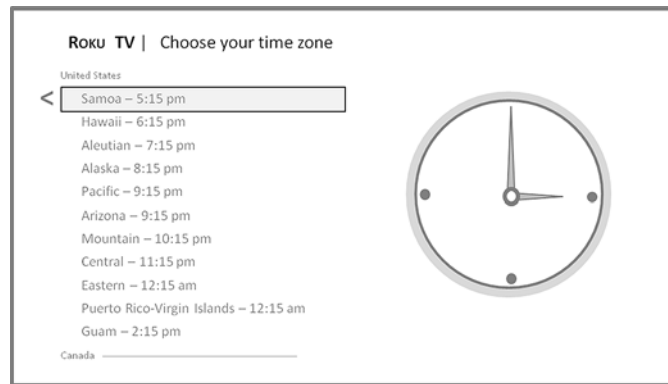 ROKU TV | Choose your time zone
United States
<
Samoa – 5:15 pm
Hawaii – 6:15 pm
Aleutian – 7:15 pm
Alaska – 8:15 pm
Pacific – 9:15 pm
Arizona – 9:15 pm
Mountain – 10:15 pm
Central – 11:15 pm
Eastern – 12:15 am
Puerto Rico-Virgin Islands – 12:15 am
Guam – 2:15 pm
Canada